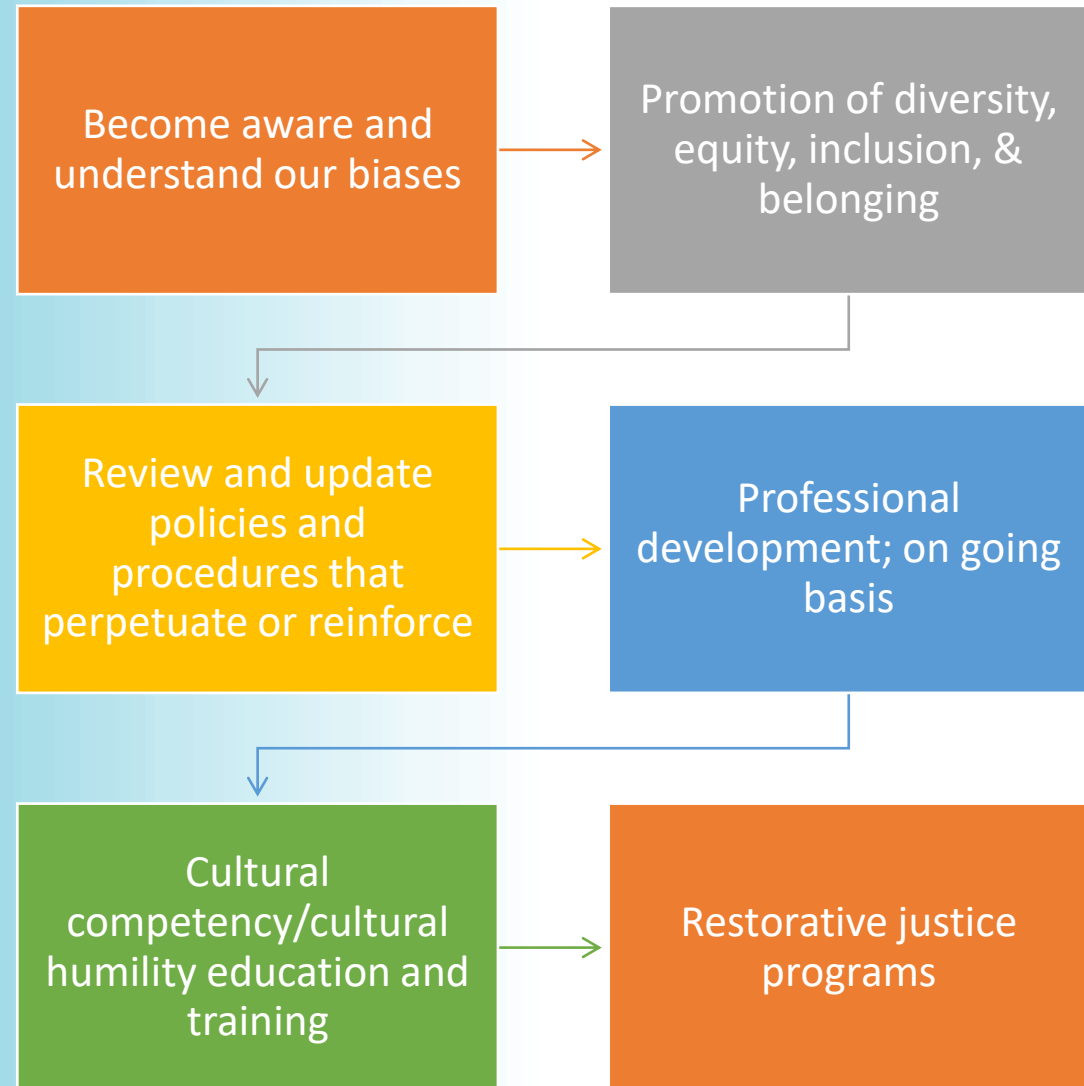 Become aware and
understand our biases
Promotion of diversity,
equity, inclusion, &
belonging
Review and update
policies and
procedures that
perpetuate or reinforce
Professional
development; on going
basis
Cultural
competency/cultural
humility education and
training
Restorative justice
programs